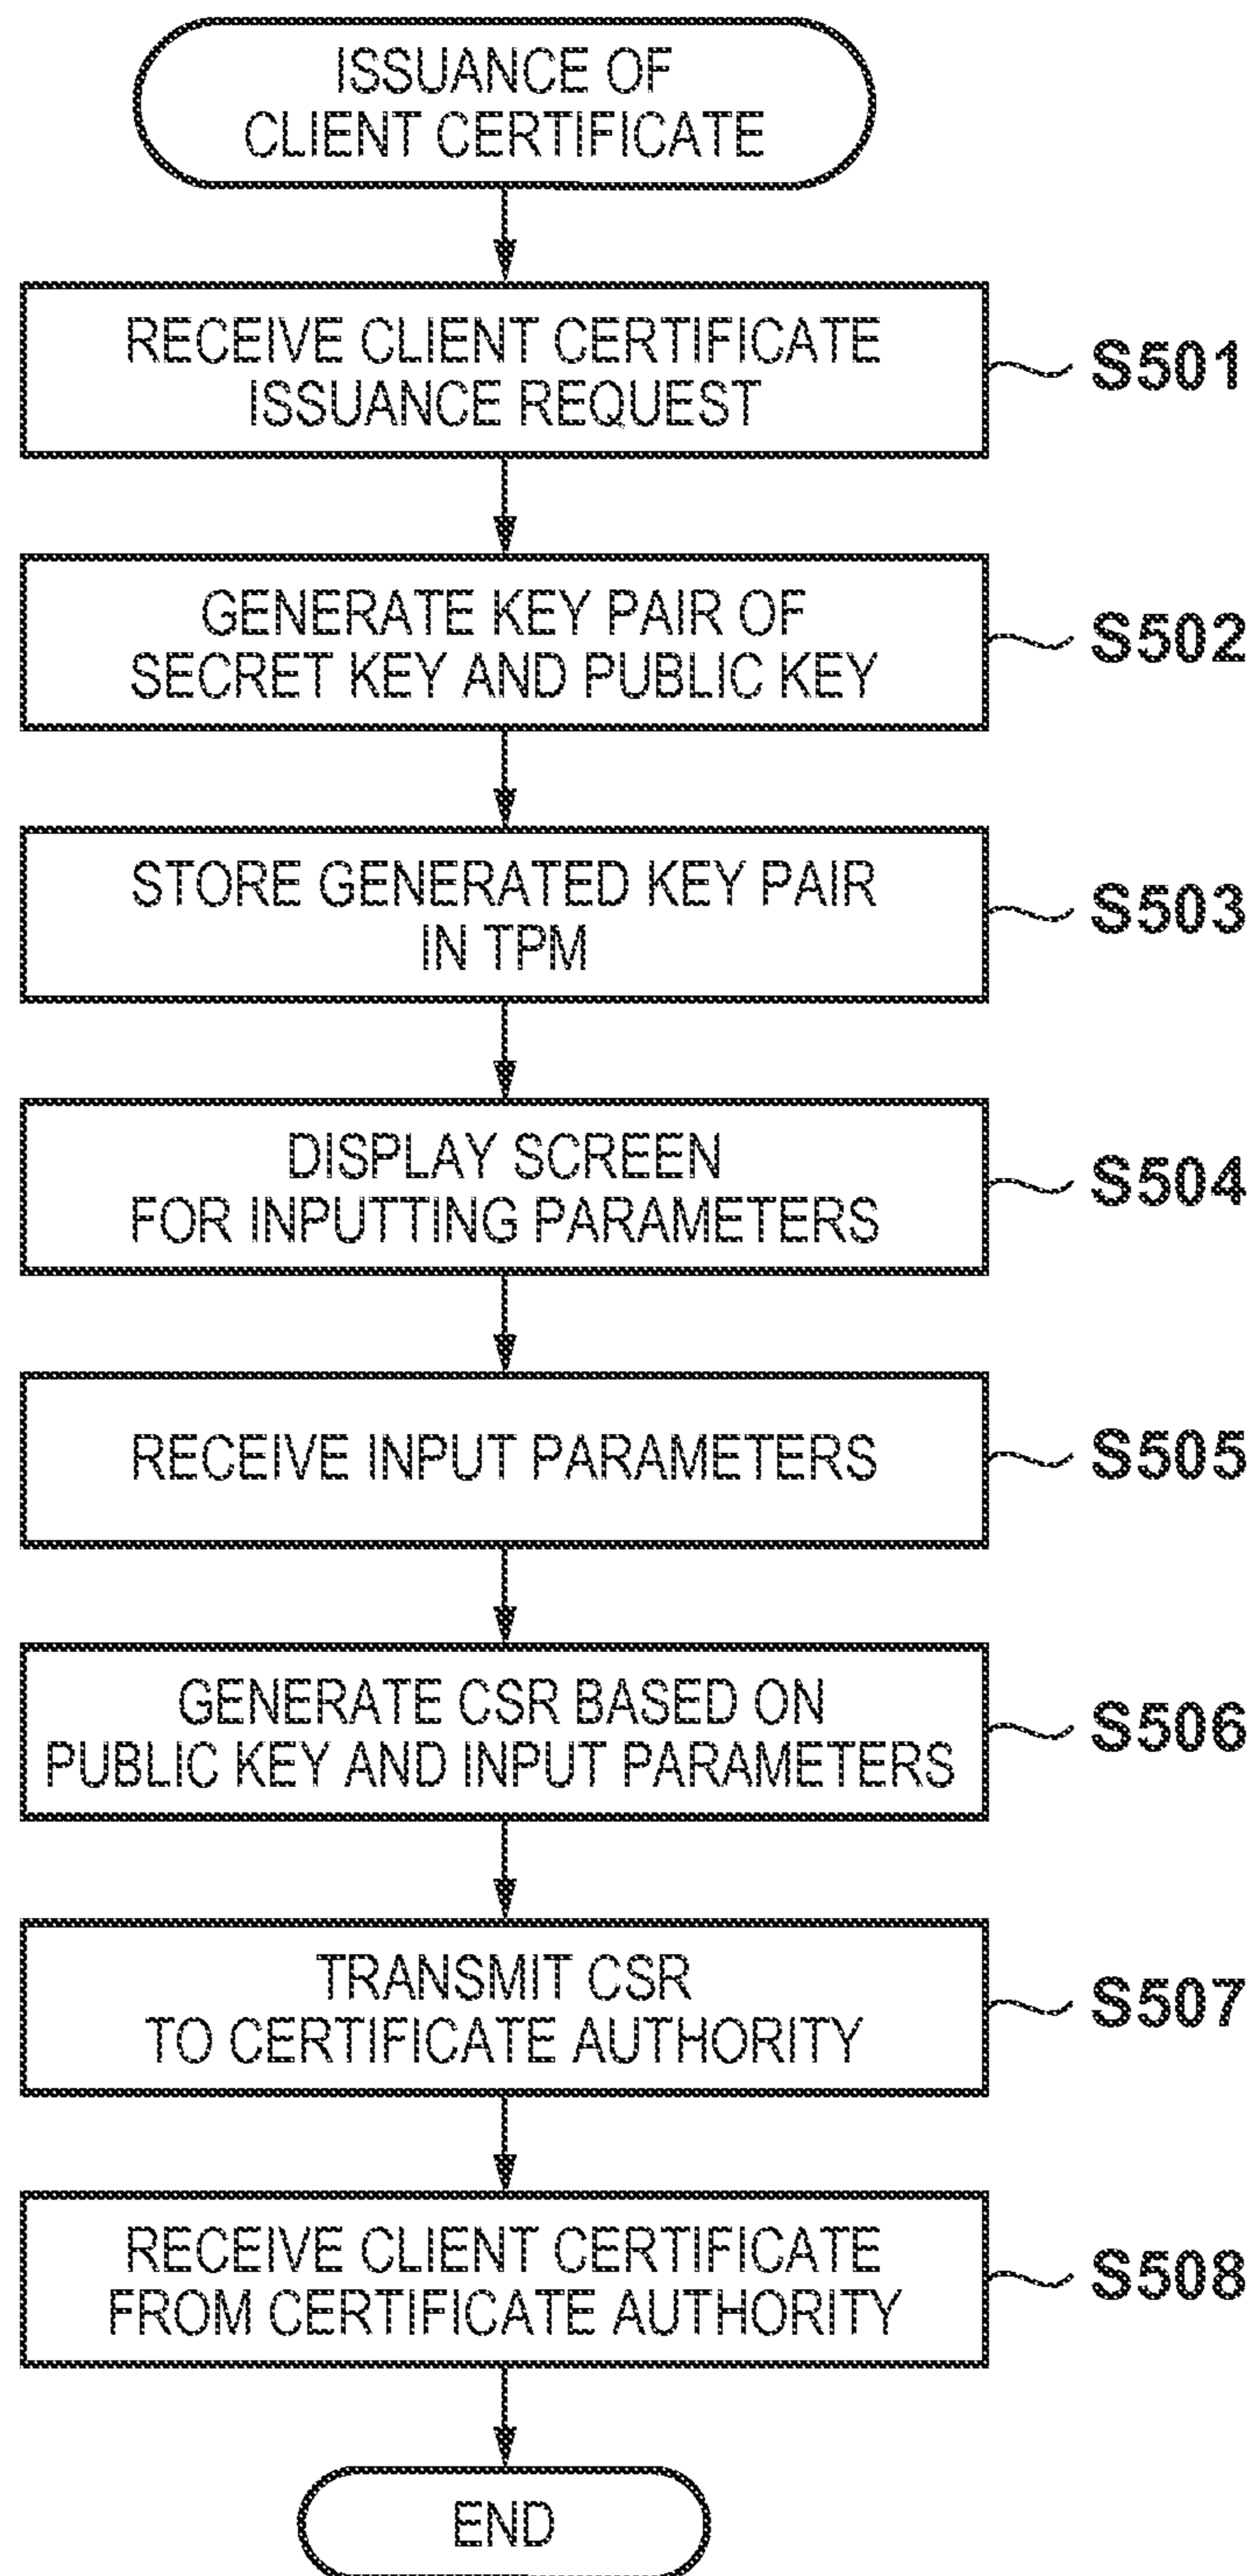 ISSUANCE OF
CLIENT CERTIFICATE
RECEIVE CLIENT CERTIFICATE
ISSUANCE REQUEST
S501
GENERATE KEY PAIR OF
SECRET KEY AND PUBLIC KEY
S502
STORE GENERATED KEY PAIR
IN TPM
S503
DISPLAY SCREEN
FOR INPUTTING PARAMETERS
S504
RECEIVE INPUT PARAMETERS
S505
GENERATE CSR BASED ON
PUBLIC KEY AND INPUT PARAMETERS
S506
TRANSMIT CSR
TO CERTIFICATE AUTHORITY
S507
RECEIVE CLIENT CERTIFICATE
FROM CERTIFICATE AUTHORITY
S508
END